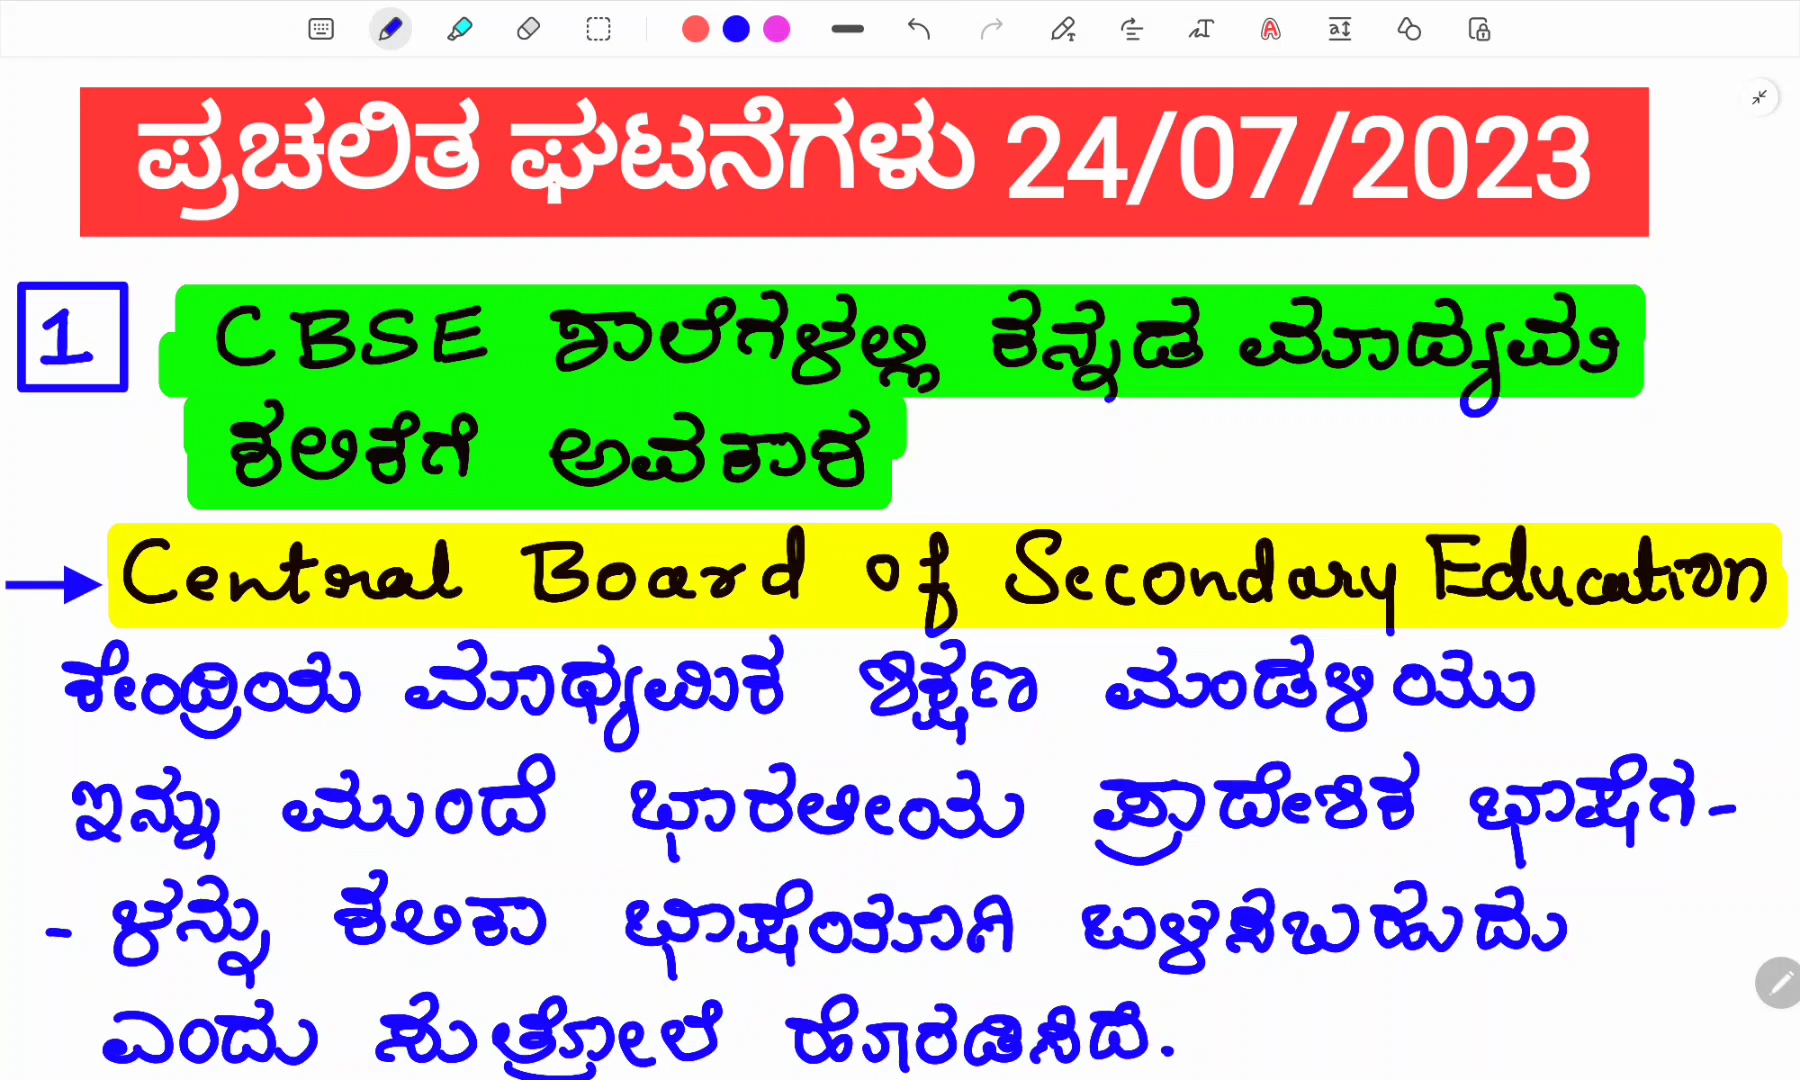 ಪ್ರಚಲಿತ ಘಟನೆಗಳು 24/07/2023
1 CBSE ಶಾಲೆಗಳಲ್ಲಿ ಕನ್ನಡ ಮಾದ್ಯಮ
ಕಲಿಕೆಗೆ ಅವಕಾಶ
Central Board of Secondary Education
ಕೇಂದ್ರಿಯ ಮಾಧ್ಯಮಿಕ ಶಿಕ್ಷಣ ಮಂಡಳಿಯು
ಇನ್ನು ಮುಂದೆ ಭಾರತೀಯ ಪ್ರಾದೇಶಿಕ ಭಾಷೆಗ-
- ಳನ್ನು ಕಲಿಕಾ ಭಾಷೆಯಾಗಿ ಬಳಸಬಹುದು
ಎಂದು ಸುತ್ರೋಲೆ ಹೊರಡಿಸಿದೆ.